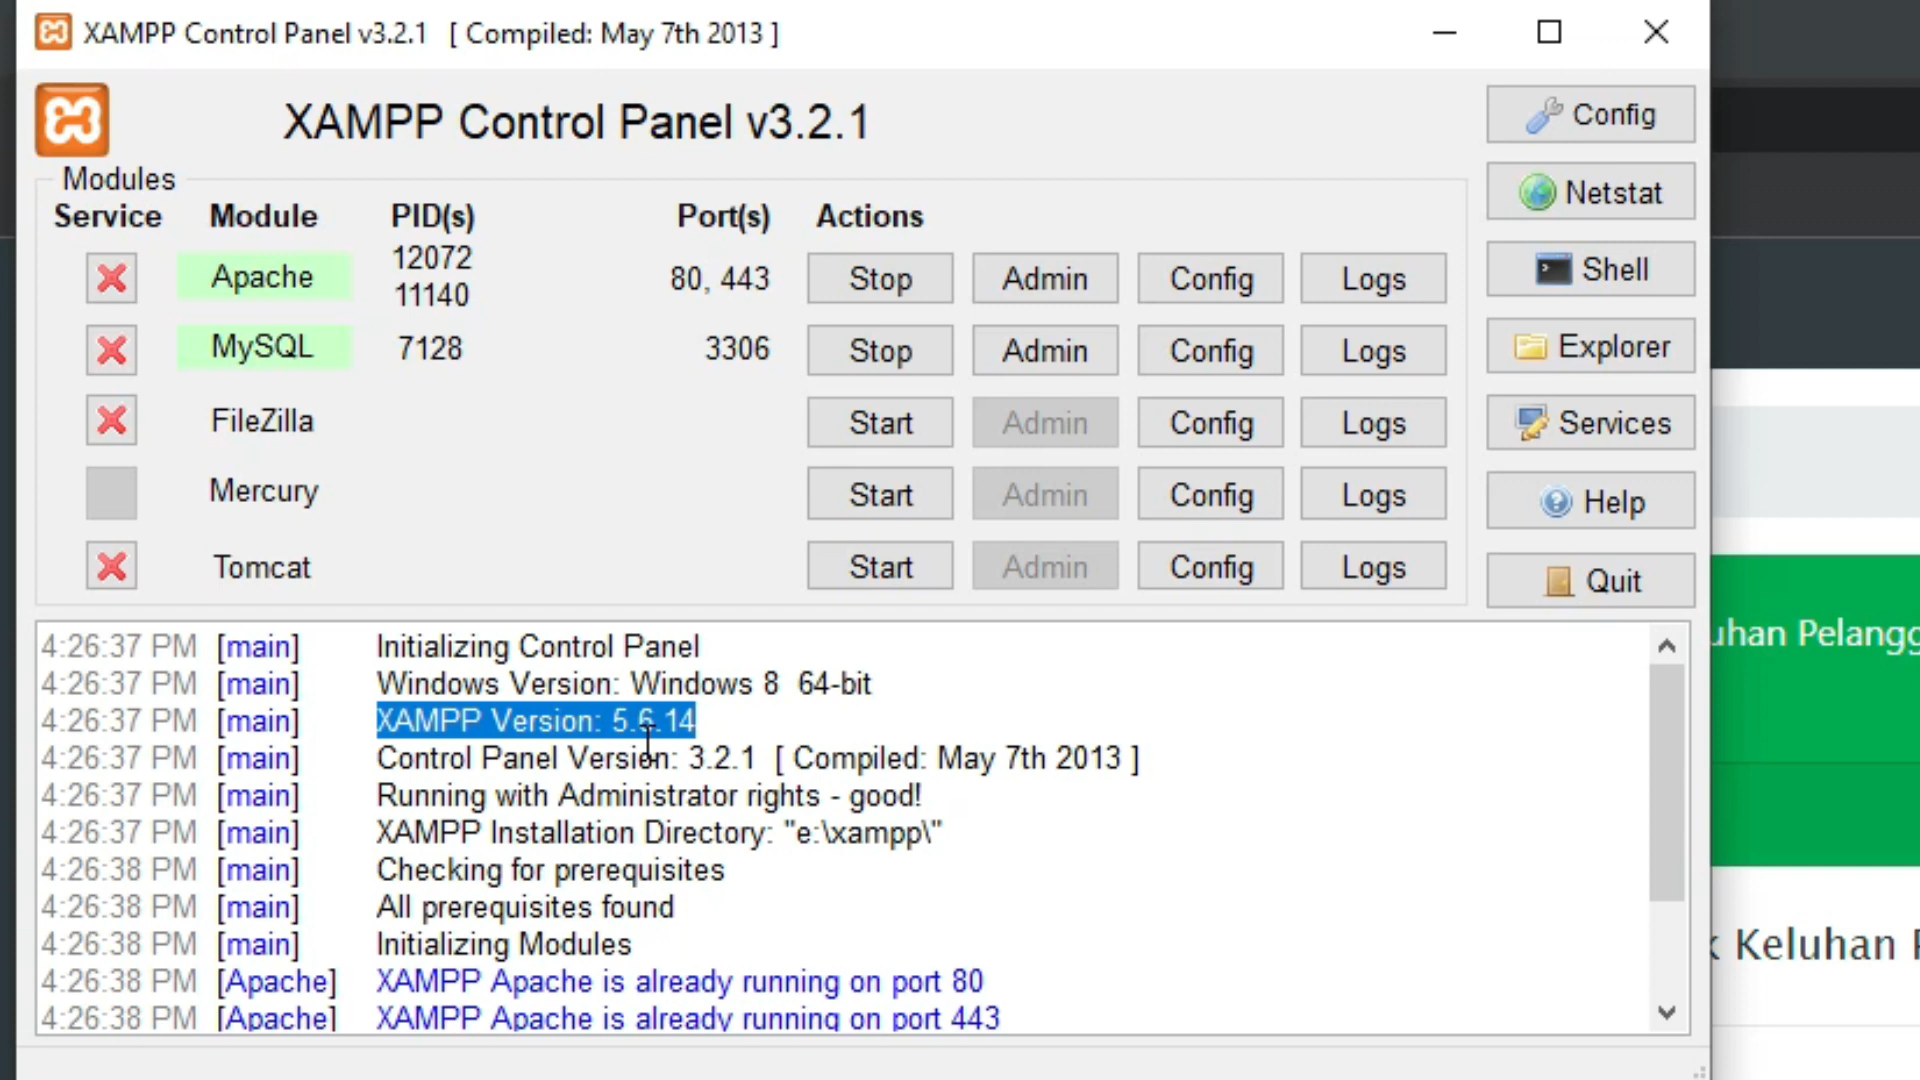 XAMPP Control Panel v3.2.1 [ Compiled: May 7th 2013 ]
XAMPP Control Panel v3.2.1
Config
Modules
Netstat
Service Module PID(s) Port(s) Actions
Apache 12072 11140 80, 443 Stop Admin Config Logs
Shell
MySQL 7128 3306 Stop Admin Config Logs
Explorer
FileZilla Start Admin Config Logs
Services
Mercury Start Admin Config Logs
Help
Tomcat Start Admin Config Logs
Quit
4:26:37 PM [main] Initializing Control Panel
4:26:37 PM [main] Windows Version: Windows 8 64-bit
4:26:37 PM [main] XAMPP Version: 5.6.14
4:26:37 PM [main] Control Panel Version: 3.2.1 [ Compiled: May 7th 2013 ]
4:26:37 PM [main] Running with Administrator rights - good!
4:26:37 PM [main] XAMPP Installation Directory: "e:\xampp\"
4:26:38 PM [main] Checking for prerequisites
4:26:38 PM [main] All prerequisites found
4:26:38 PM [main] Initializing Modules
4:26:38 PM [Apache] XAMPP Apache is already running on port 80
4:26:38 PM [Apache] XAMPP Apache is already running on port 443
uhan Pelangg
k Keluhan P